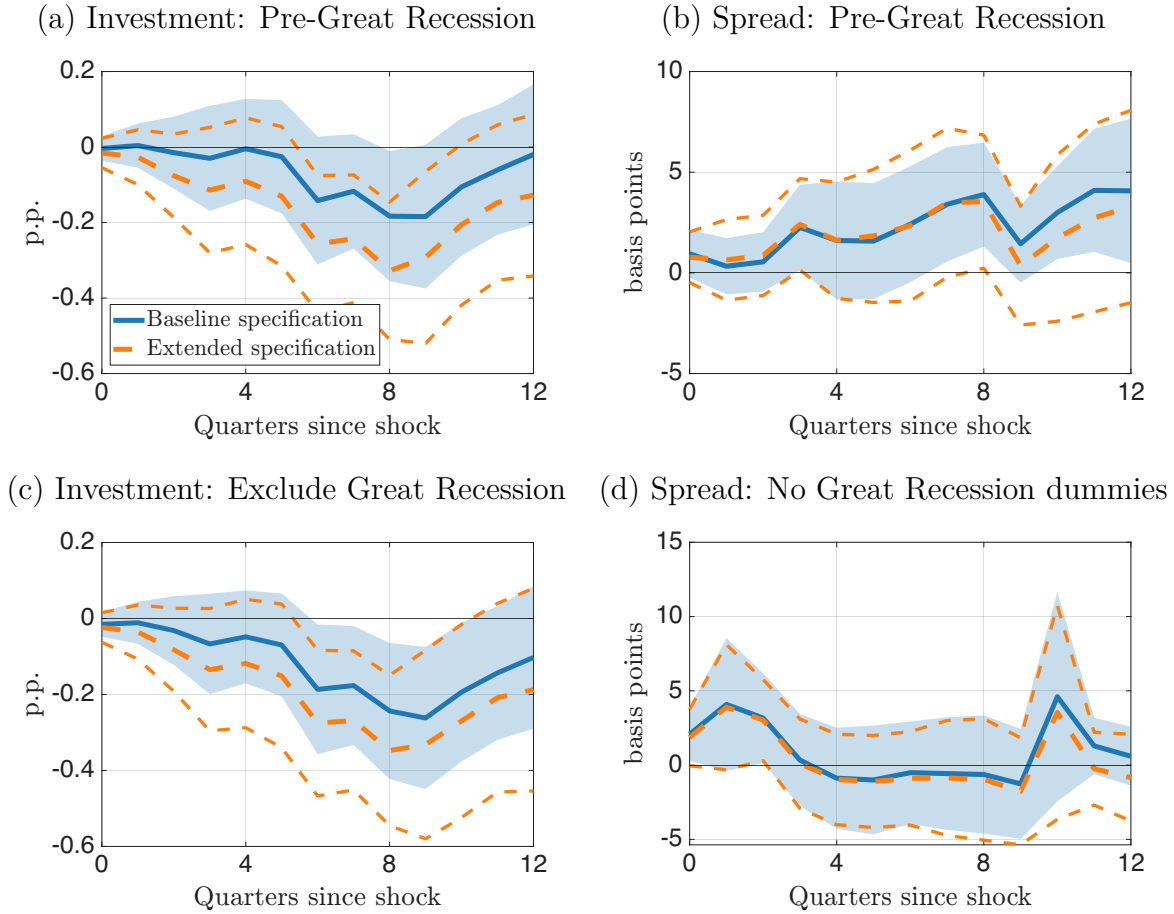 (a) Investment: Pre-Great Recession
0.2
0
-0.2
-0.4
-0.6
p.p.
Baseline specification
Extended specification
0 4 8 12
Quarters since shock
(b) Spread: Pre-Great Recession
10
5
0
-5
basis points
0 4 8 12
Quarters since shock
(c) Investment: Exclude Great Recession
0.2
0
-0.2
-0.4
-0.6
p.p.
0 4 8 12
Quarters since shock
(d) Spread: No Great Recession dummies
15
10
5
0
-5
basis points
0 4 8 12
Quarters since shock